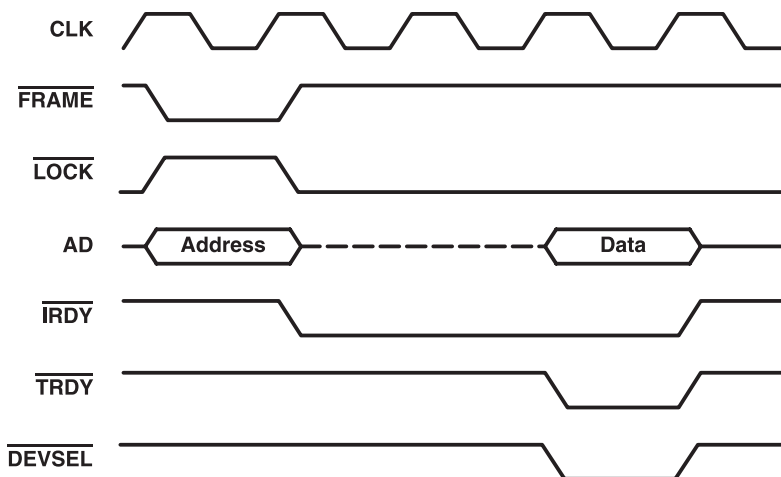 CLK
FRAME
LOCK
AD Address Data
IRDY
TRDY
DEVSEL